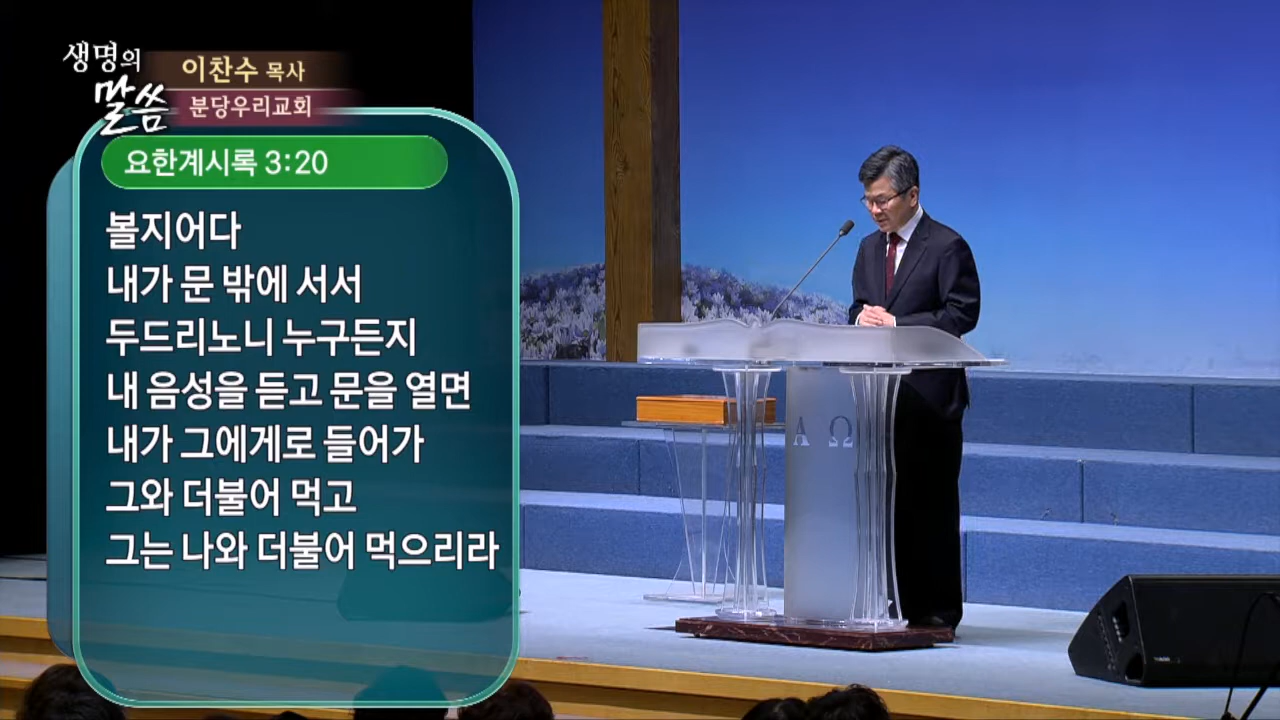 생명의
말씀
이찬수 목사
분당우리교회
요한계시록 3:20
볼지어다
내가 문 밖에 서서
두드리노니 누구든지
내 음성을 듣고 문을 열면
내가 그에게로 들어가
그와 더불어 먹고
그는 나와 더불어 먹으리라
Α Ω